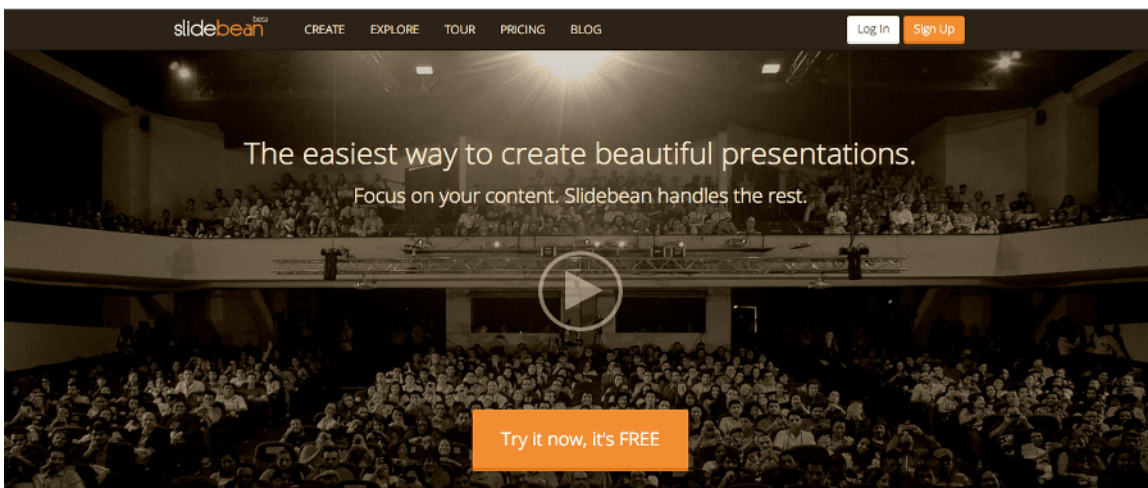 slidebean beta
CREATE
EXPLORE
TOUR
PRICING
BLOG
Log In
Sign Up
The easiest way to create beautiful presentations.
Focus on your content. Slidebean handles the rest.
Try it now, it's FREE